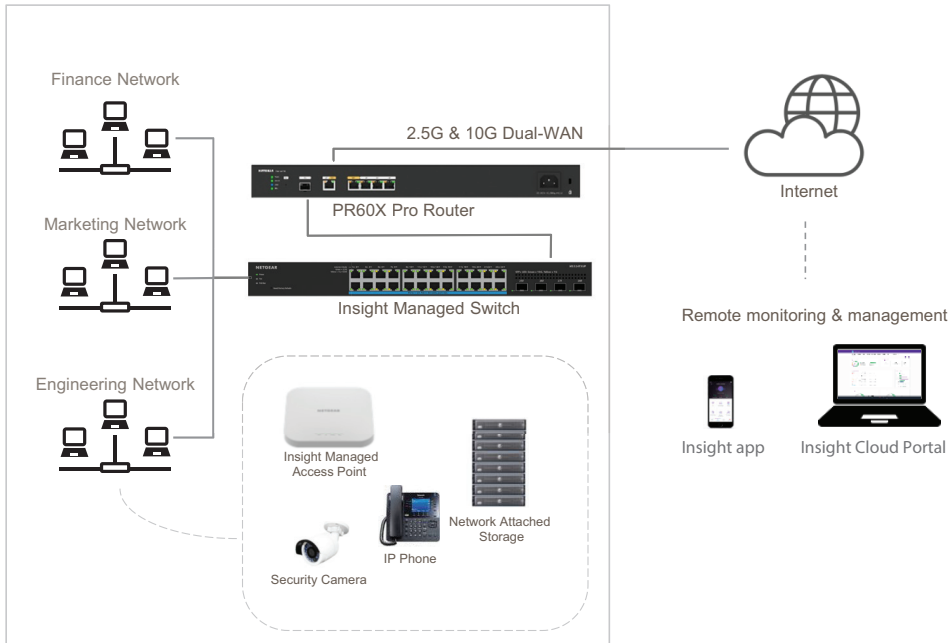 Finance Network
2.5G & 10G Dual-WAN
Internet
PR60X Pro Router
Marketing Network
NETGEAR
Insight Managed Switch
Remote monitoring & management
Engineering Network
Insight Managed
Access Point
Insight app
Insight Cloud Portal
Network Attached
Storage
IP Phone
Security Camera